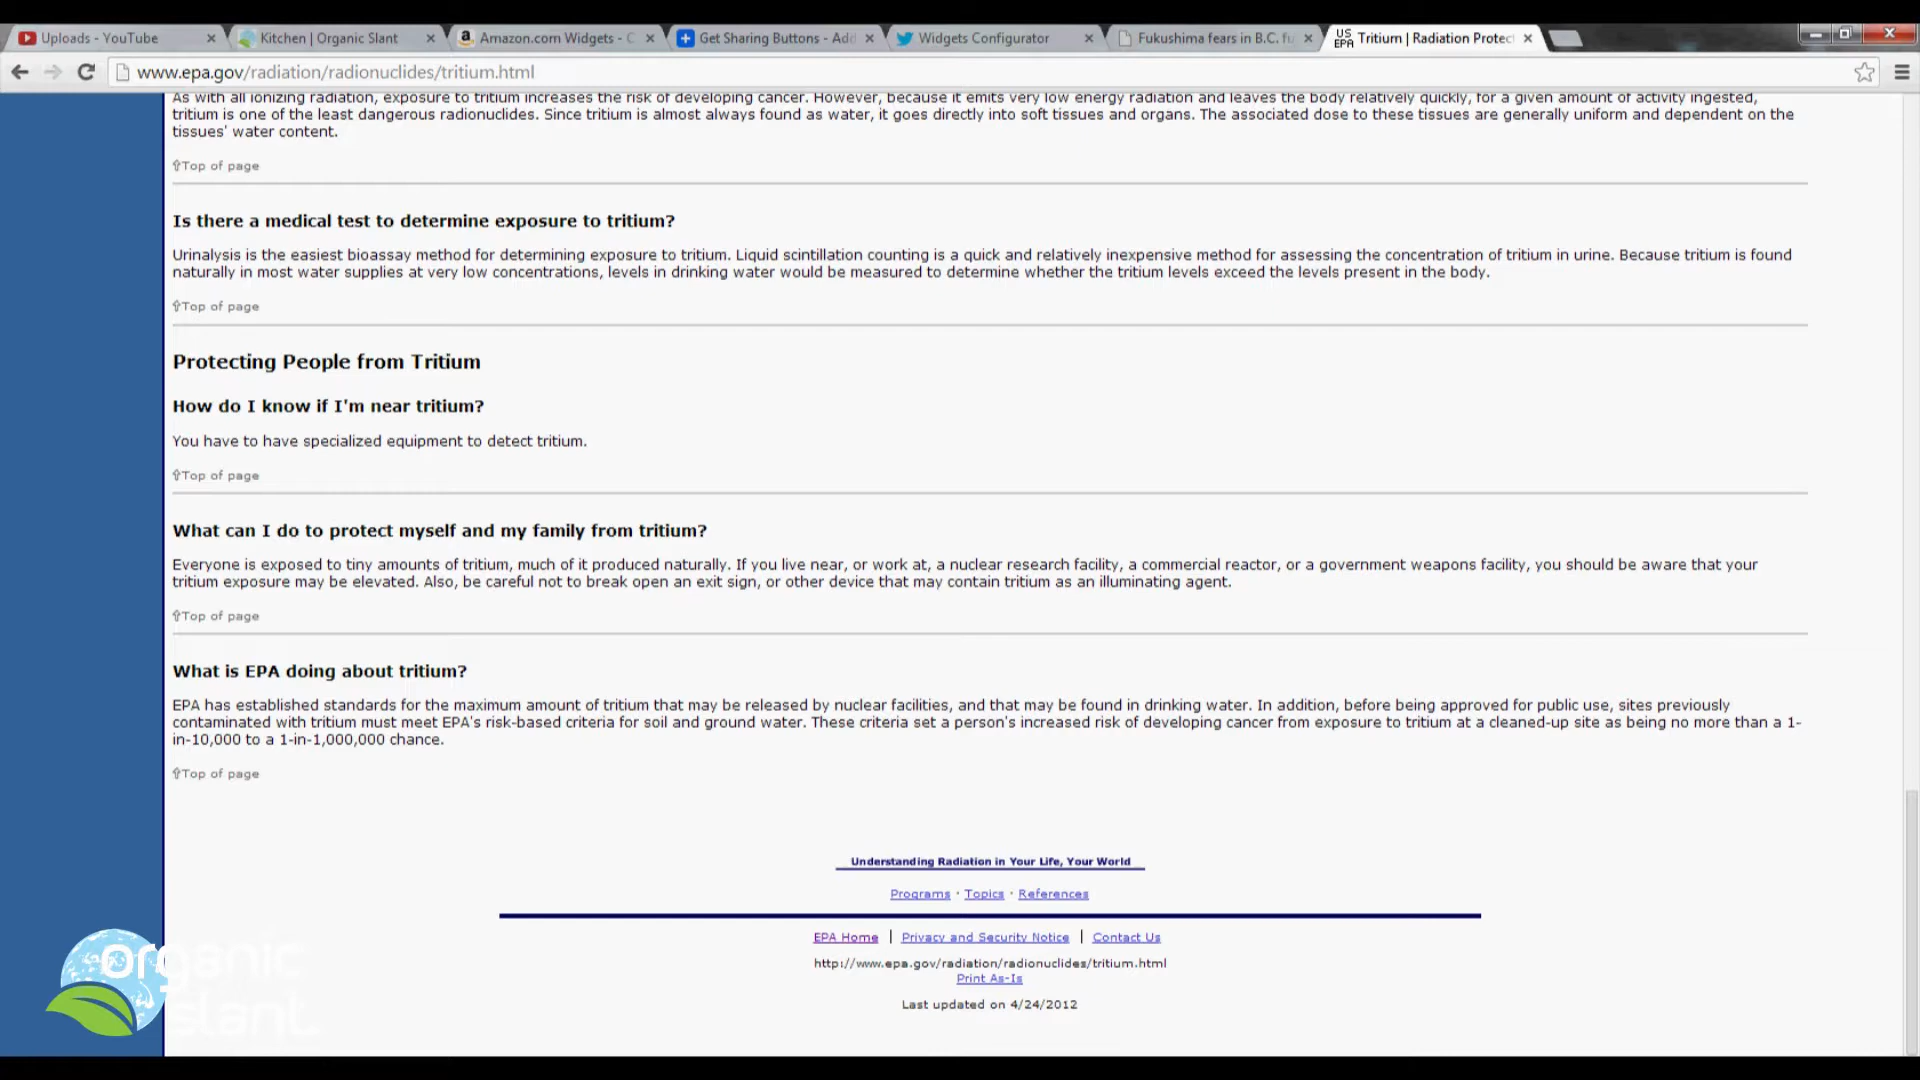 Uploads - YouTube
Kitchen | Organic Slant
Amazon.com Widgets - C
Get Sharing Buttons - Add
Widgets Configurator
Fukushima fears in B.C. fu
US EPA Tritium | Radiation Protec
www.epa.gov/radiation/radionuclides/tritium.html
As with all ionizing radiation, exposure to tritium increases the risk of developing cancer. However, because it emits very low energy radiation and leaves the body relatively quickly, for a given amount of activity ingested,
tritium is one of the least dangerous radionuclides. Since tritium is almost always found as water, it goes directly into soft tissues and organs. The associated dose to these tissues are generally uniform and dependent on the
tissues' water content.
⇧Top of page
Is there a medical test to determine exposure to tritium?
Urinalysis is the easiest bioassay method for determining exposure to tritium. Liquid scintillation counting is a quick and relatively inexpensive method for assessing the concentration of tritium in urine. Because tritium is found
naturally in most water supplies at very low concentrations, levels in drinking water would be measured to determine whether the tritium levels exceed the levels present in the body.
⇧Top of page
Protecting People from Tritium
How do I know if I'm near tritium?
You have to have specialized equipment to detect tritium.
⇧Top of page
What can I do to protect myself and my family from tritium?
Everyone is exposed to tiny amounts of tritium, much of it produced naturally. If you live near, or work at, a nuclear research facility, a commercial reactor, or a government weapons facility, you should be aware that your
tritium exposure may be elevated. Also, be careful not to break open an exit sign, or other device that may contain tritium as an illuminating agent.
⇧Top of page
What is EPA doing about tritium?
EPA has established standards for the maximum amount of tritium that may be released by nuclear facilities, and that may be found in drinking water. In addition, before being approved for public use, sites previously
contaminated with tritium must meet EPA's risk-based criteria for soil and ground water. These criteria set a person's increased risk of developing cancer from exposure to tritium at a cleaned-up site as being no more than a 1-
in-10,000 to a 1-in-1,000,000 chance.
⇧Top of page
Understanding Radiation in Your Life, Your World
Programs · Topics · References
EPA Home | Privacy and Security Notice | Contact Us
http://www.epa.gov/radiation/radionuclides/tritium.html
Print As-Is
Last updated on 4/24/2012
organic
slant